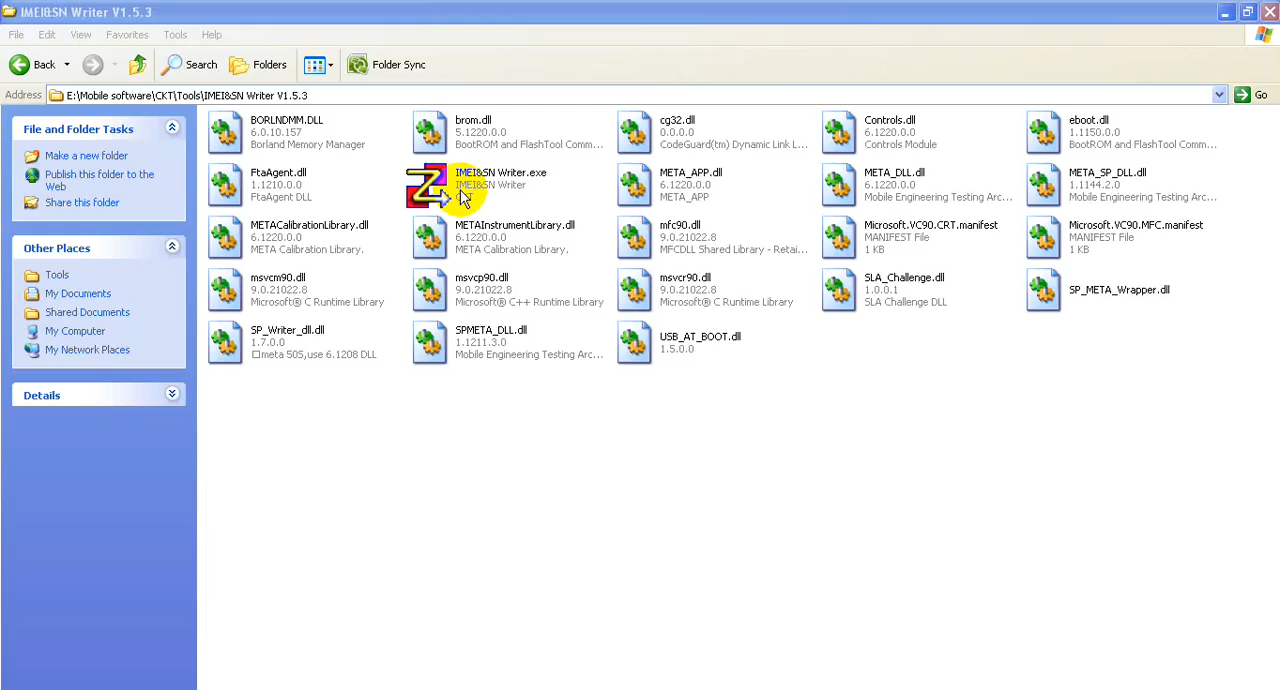 IMEI&SN Writer V1.5.3
File Edit View Favorites Tools Help
Back Search Folders Folder Sync
Address E:\Mobile software\CKT\Tools\IMEI&SN Writer V1.5.3 Go
File and Folder Tasks
Make a new folder
Publish this folder to the
Web
Share this folder
Other Places
Tools
My Documents
Shared Documents
My Computer
My Network Places
Details
BORLNDMM.DLL
6.0.10.157
Borland Memory Manager
brom.dll
5.1220.0.0
BootROM and FlashTool Comm...
cg32.dll
0.0.0.0
CodeGuard(tm) Dynamic Link L...
Controls.dll
6.1220.0.0
Controls Module
eboot.dll
1.1150.0.0
BootROM and FlashTool Comm...
FtaAgent.dll
1.1210.0.0
FtaAgent DLL
IMEI&SN Writer.exe
IMEI&SN Writer
META_APP.dll
6.1220.0.0
META_APP
META_DLL.dll
6.1220.0.0
Mobile Engineering Testing Arc...
META_SP_DLL.dll
1.1144.2.0
Mobile Engineering Testing Arc...
METACalibrationLibrary.dll
6.1220.0.0
META Calibration Library.
METAInstrumentLibrary.dll
6.1220.0.0
META Calibration Library.
mfc90.dll
9.0.21022.8
MFCDLL Shared Library - Retai...
Microsoft.VC90.CRT.manifest
MANIFEST File
1 KB
Microsoft.VC90.MFC.manifest
MANIFEST File
1 KB
msvcm90.dll
9.0.21022.8
Microsoft® C Runtime Library
msvcp90.dll
9.0.21022.8
Microsoft® C++ Runtime Library
msvcr90.dll
9.0.21022.8
Microsoft® C Runtime Library
SLA_Challenge.dll
1.0.0.1
SLA Challenge DLL
SP_META_Wrapper.dll
SP_Writer_dll.dll
1.7.0.0
□meta 505,use 6.1208 DLL
SPMETA_DLL.dll
1.1211.3.0
Mobile Engineering Testing Arc...
USB_AT_BOOT.dll
1.5.0.0